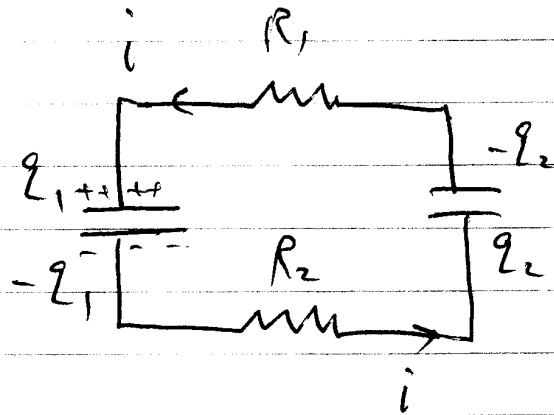 i R₁
q₁ ++ ++ -q₂
-q₁ - - - - R₂ q₂
i